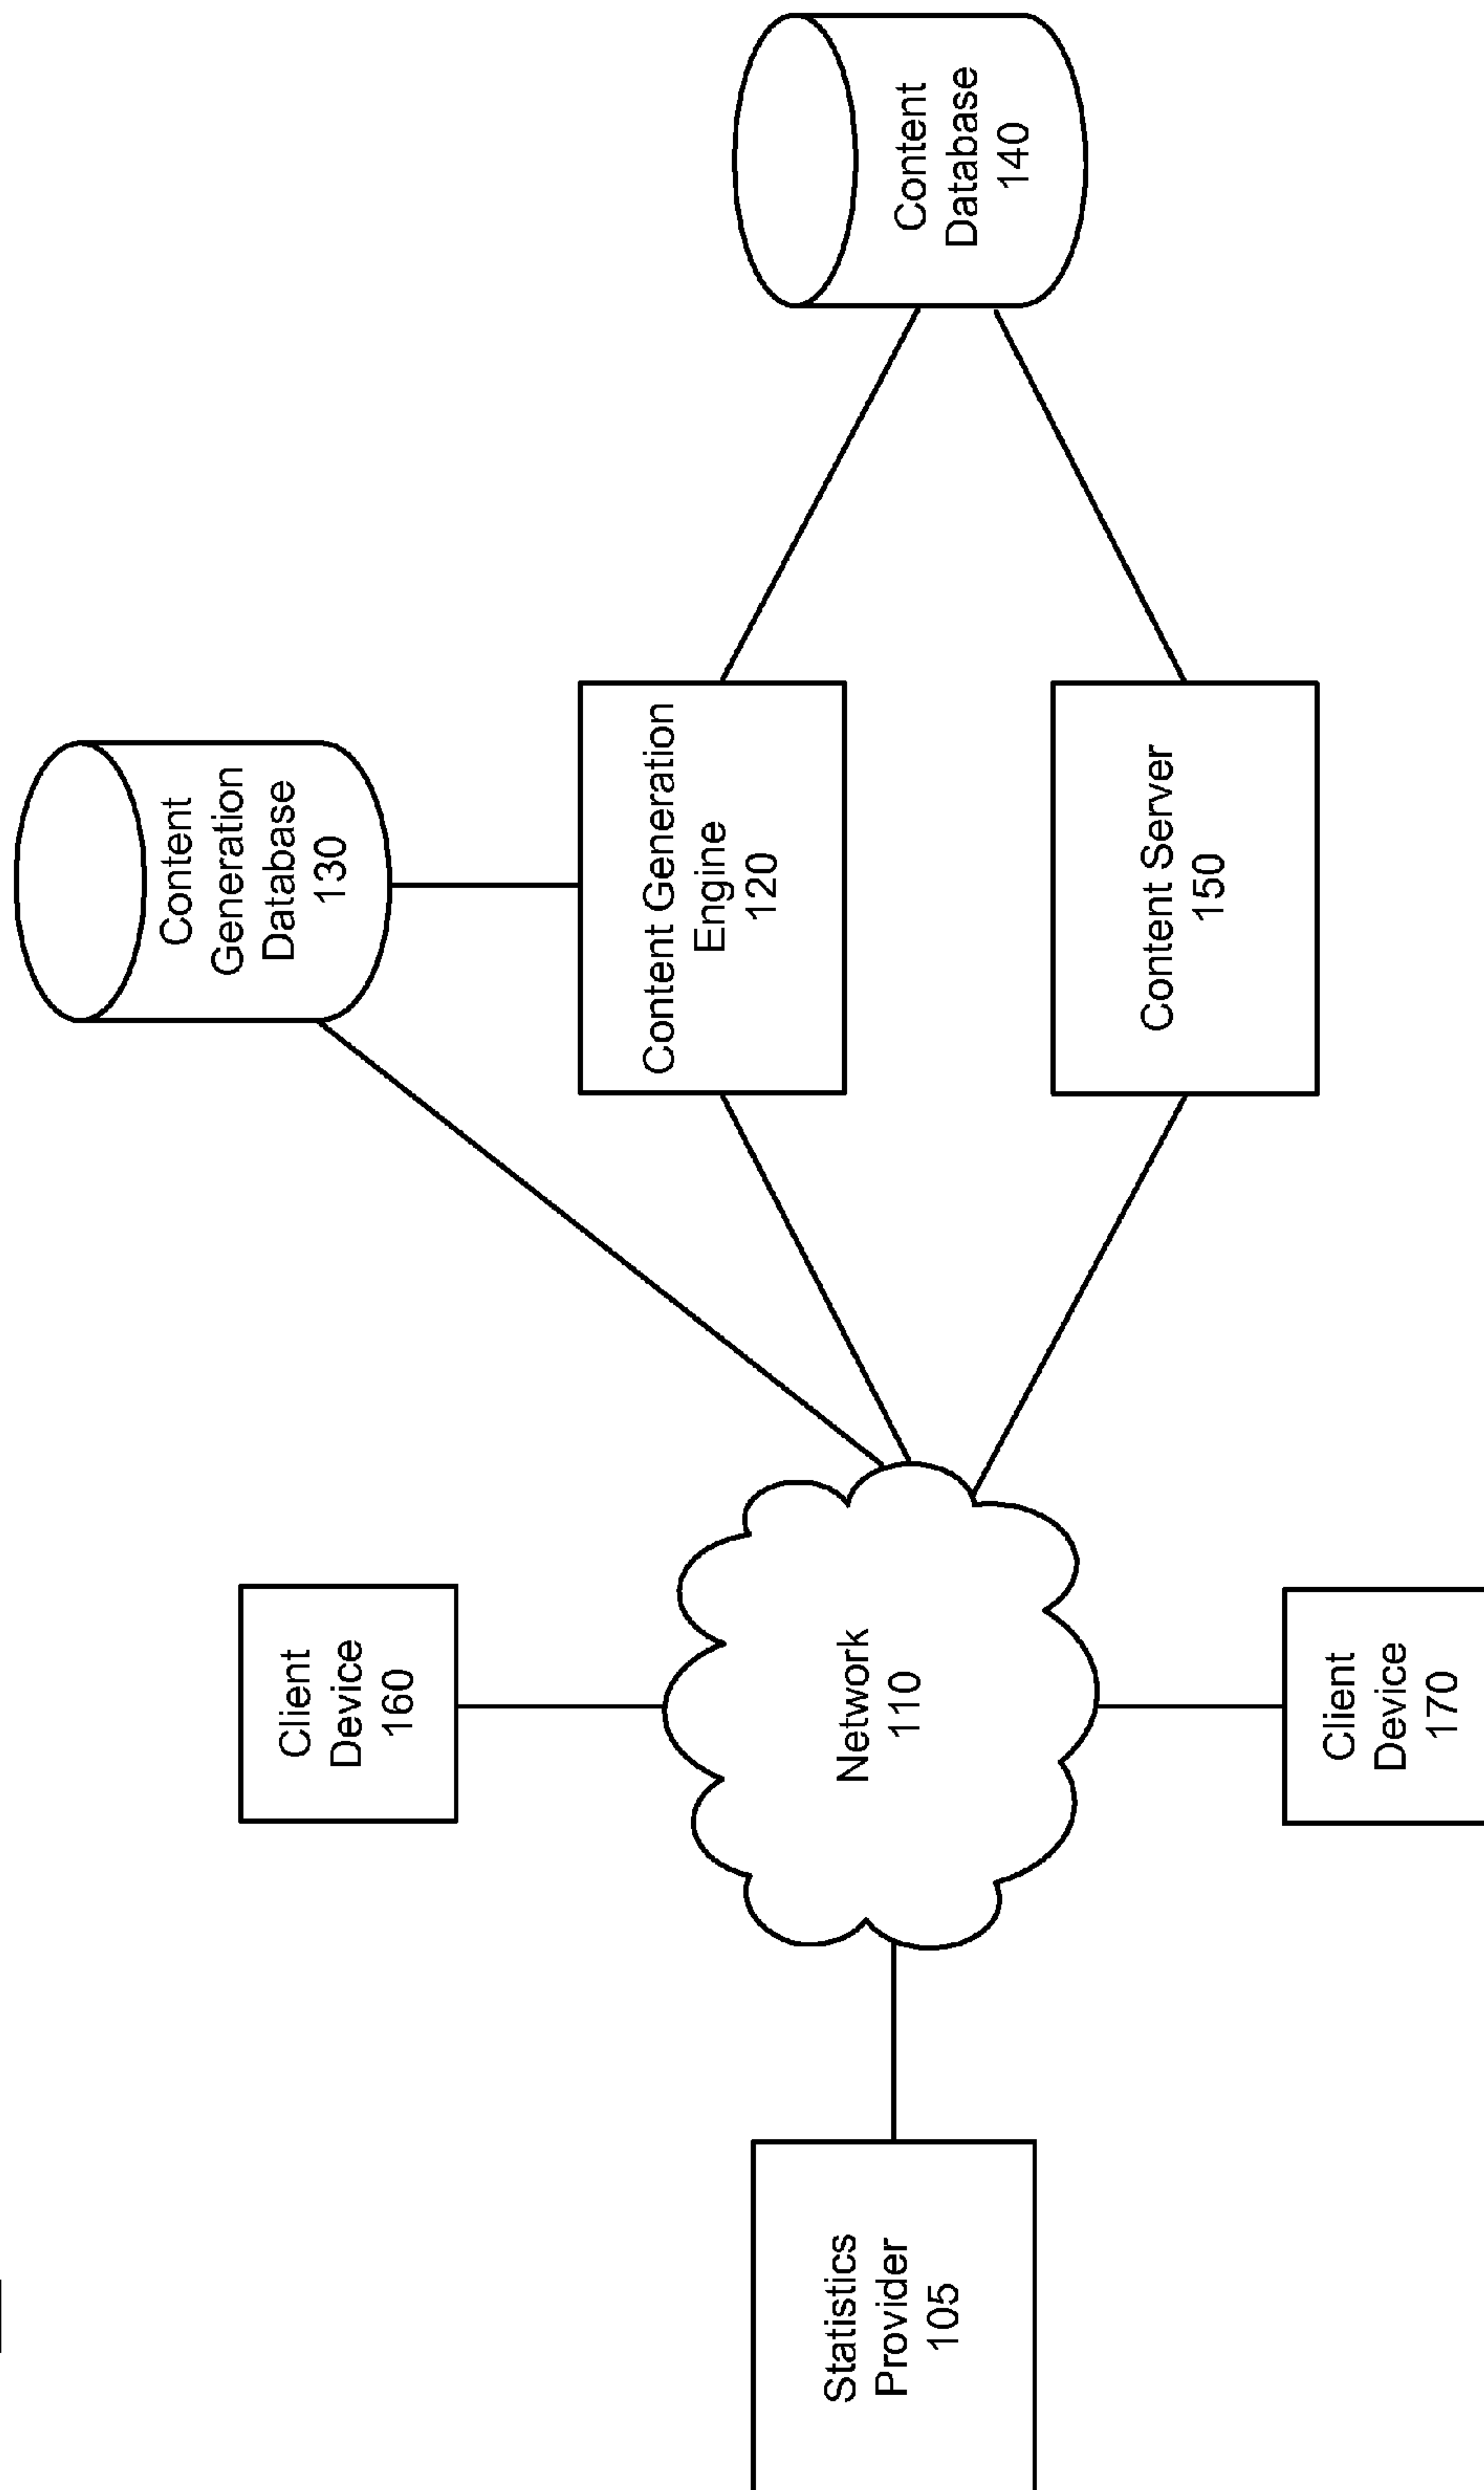 Content
Generation
Database
130
Content Generation
Engine
120
Content
Database
140
Content Server
150
Client
Device
160
Network
110
Client
Device
170
Statistics
Provider
105